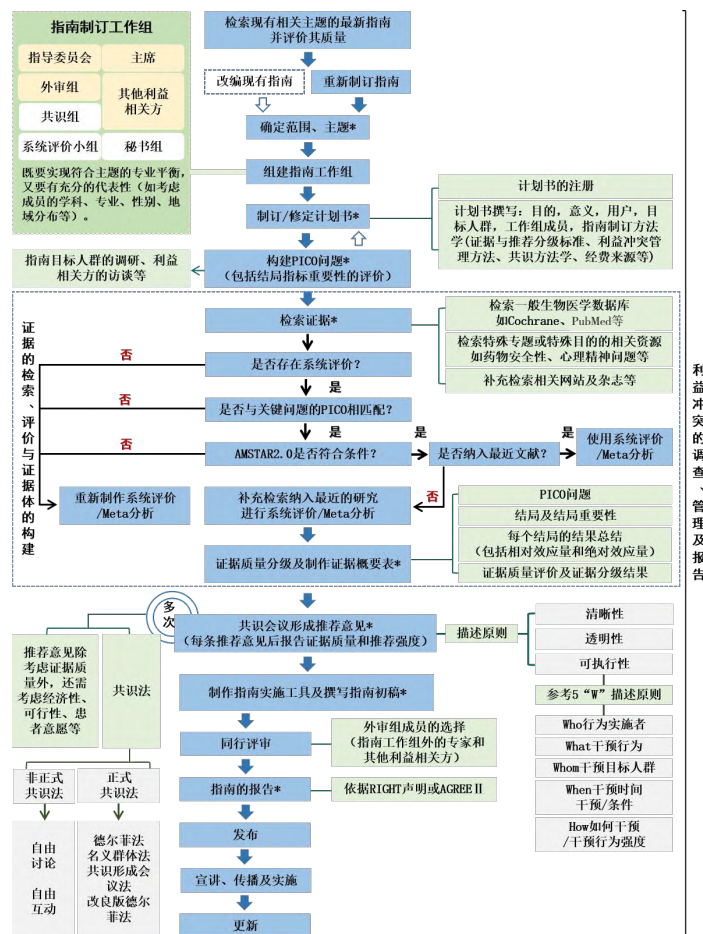 指南制订工作组
指导委员会
主席
外审组
其他利益
相关方
共识组
系统评价小组
秘书组
既要实现符合主题的专业平衡，
又要有充分的代表性（如考虑
成员的学科、专业、性别、地
域分布等）。
检索现有相关主题的最新指南
并评价其质量
改编现有指南
重新制订指南
确定范围、主题*
组建指南工作组
制订/修定计划书*
计划书的注册
计划书撰写：目的，意义，用户，目
标人群，工作组成员，指南制订方法
学(证据与推荐分级标准、利益冲突管
理方法、共识方法学、经费来源等)
构建PICO问题*
（包括结局指标重要性的评价）
指南目标人群的调研、利益
相关方的访谈等
证据的检索、评价与证据体的构建
检索证据*
检索一般生物医学数据库
如Cochrane、PubMed等
检索特殊专题或特殊目的的相关资源
如药物安全性、心理精神问题等
补充检索相关网站及杂志等
否
是否存在系统评价？
是
否
是否与关键问题的PICO相匹配？
是
否
AMSTAR2.0是否符合条件？
是
是否纳入最近文献？
是
使用系统评价
/Meta分析
否
重新制作系统评价
/Meta分析
补充检索纳入最近的研究
进行系统评价/Meta分析
证据质量分级及制作证据概要表*
PICO问题
结局及结局重要性
每个结局的结果总结
（包括相对效应量和绝对效应量）
证据质量评价及证据分级结果
利益冲突的调查、管理及报告
多次
共识会议形成推荐意见*
（每条推荐意见后报告证据质量和推荐强度）
描述原则
清晰性
透明性
可执行性
参考5“W”描述原则
Who行为实施者
What干预行为
Whom干预目标人群
When干预时间
干预/条件
How如何干预
/干预行为强度
推荐意见除
考虑证据质
量外，还需
考虑经济性、
可行性、患
者意愿等
共识法
非正式
共识法
正式
共识法
自由
讨论
自由
互动
德尔菲法
名义群体法
共识形成会
议法
改良版德尔
菲法
制作指南实施工具及撰写指南初稿*
同行评审
外审组成员的选择
（指南工作组外的专家和
其他利益相关方）
指南的报告*
依据RIGHT声明或AGREEⅡ
发布
宣讲、传播及实施
更新